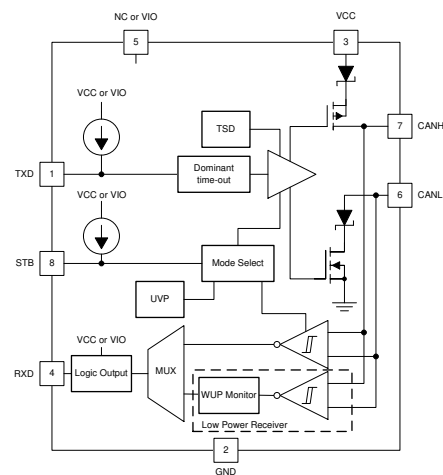 NC or VIO
VCC
5
3
VCC or VIO
TSD
CANH
7
TXD
1
Dominant
time-out
CANL
6
VCC or VIO
STB
8
Mode Select
UVP
VCC or VIO
RXD
4
Logic Output
MUX
WUP Monitor
Low Power Receiver
2
GND